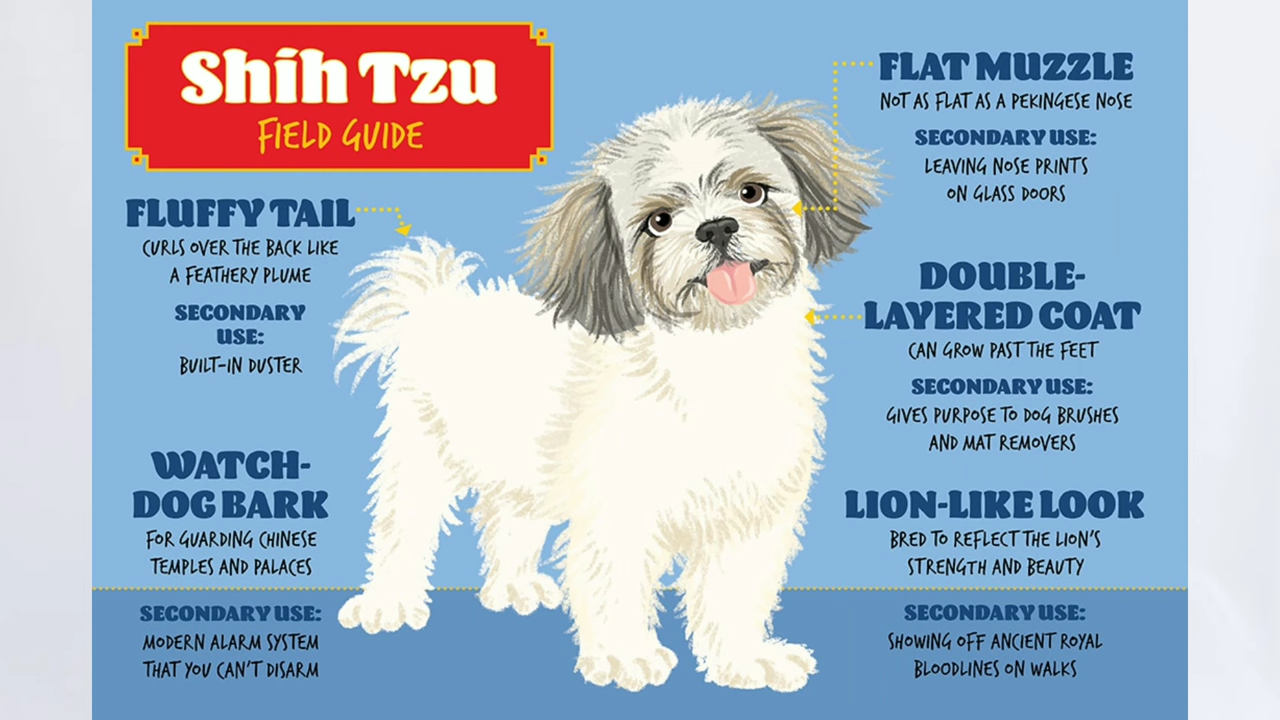 Shih Tzu
FIELD GUIDE
FLUFFY TAIL
CURLS OVER THE BACK LIKE
A FEATHERY PLUME
SECONDARY
USE:
BUILT-IN DUSTER
WATCH-
DOG BARK
FOR GUARDING CHINESE
TEMPLES AND PALACES
SECONDARY USE:
MODERN ALARM SYSTEM
THAT YOU CAN'T DISARM
FLAT MUZZLE
NOT AS FLAT AS A PEKINGESE NOSE
SECONDARY USE:
LEAVING NOSE PRINTS
ON GLASS DOORS
DOUBLE-
LAYERED COAT
CAN GROW PAST THE FEET
SECONDARY USE:
GIVES PURPOSE TO DOG BRUSHES
AND MAT REMOVERS
LION-LIKE LOOK
BRED TO REFLECT THE LION'S
STRENGTH AND BEAUTY
SECONDARY USE:
SHOWING OFF ANCIENT ROYAL
BLOODLINES ON WALKS